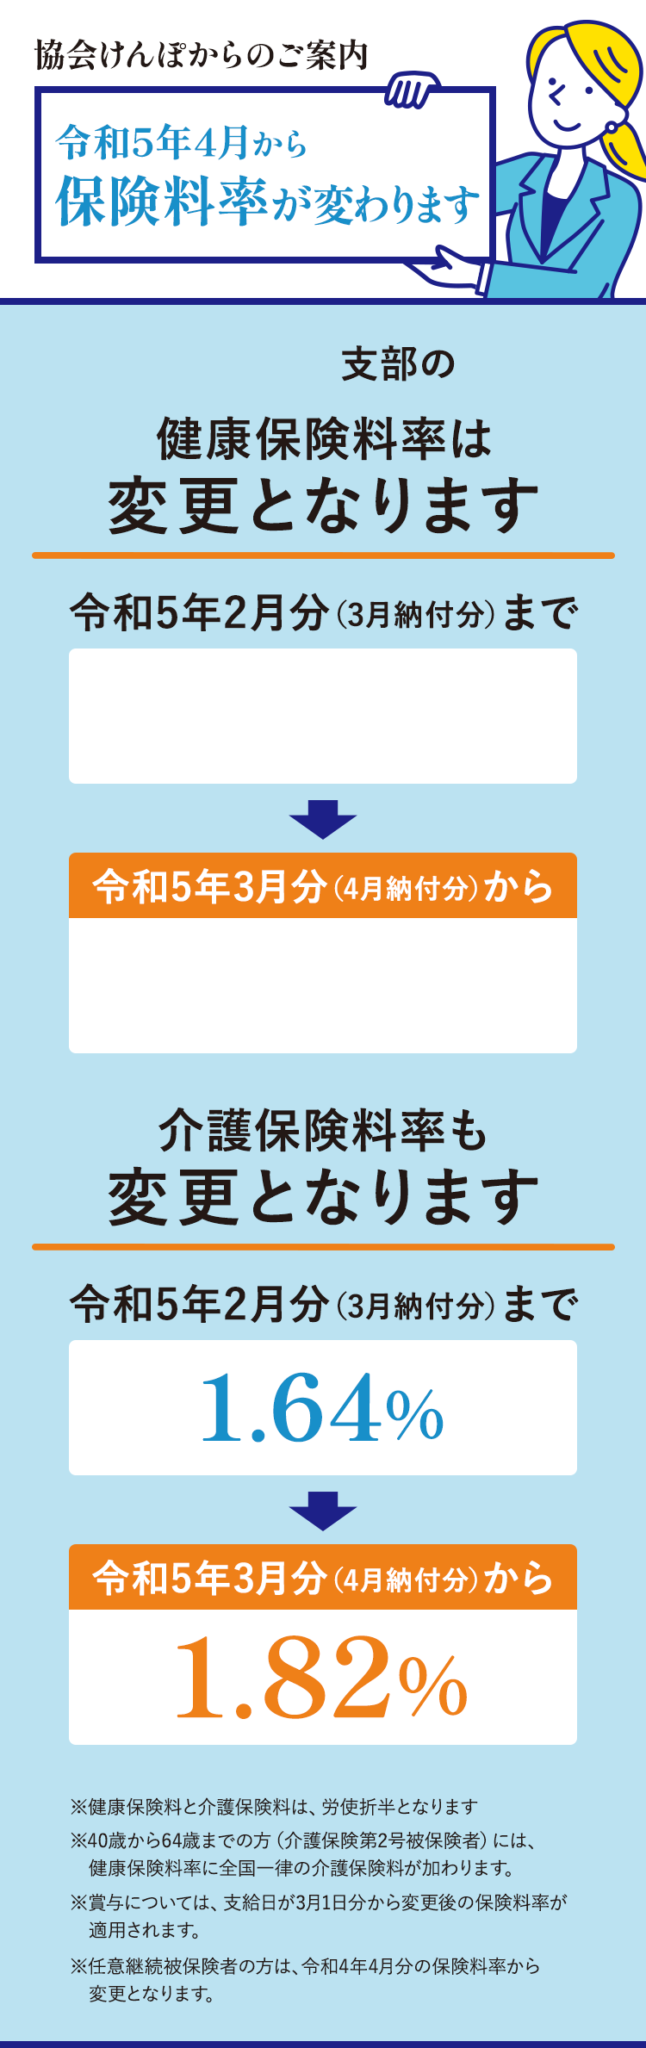 協会けんぽからのご案内
令和5年4月から
保険料率が変わります
支部の
健康保険料率は
変更となります
令和5年2月分（3月納付分）まで
令和5年3月分（4月納付分）から
介護保険料率も
変更となります
令和5年2月分（3月納付分）まで
1.64%
令和5年3月分（4月納付分）から
1.82%
※健康保険料と介護保険料は、労使折半となります
※40歳から64歳までの方（介護保険第2号被保険者）には、
健康保険料率に全国一律の介護保険料が加わります。
※賞与については、支給日が3月1日分から変更後の保険料率が
適用されます。
※任意継続被保険者の方は、令和4年4月分の保険料率から
変更となります。